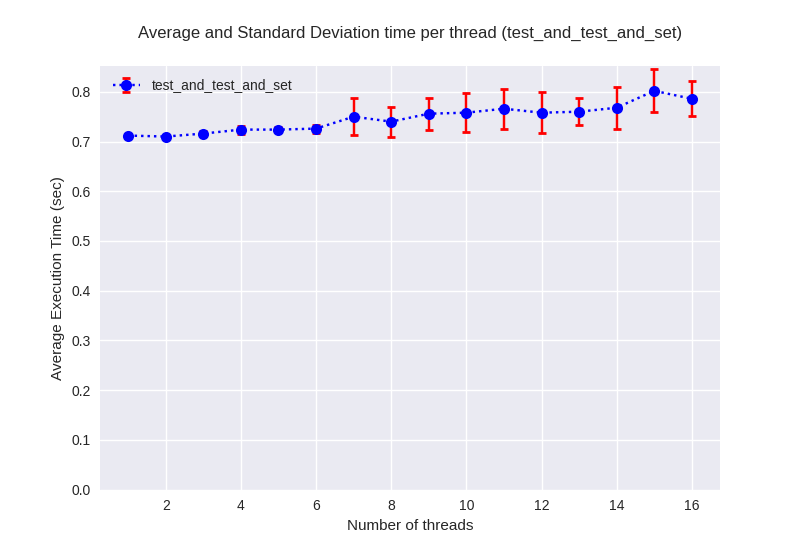 Average and Standard Deviation time per thread (test_and_test_and_set)
test_and_test_and_set
0.8
0.7
0.6
0.5
0.4
0.3
0.2
0.1
0.0
Average Execution Time (sec)
2 4 6 8 10 12 14 16
Number of threads